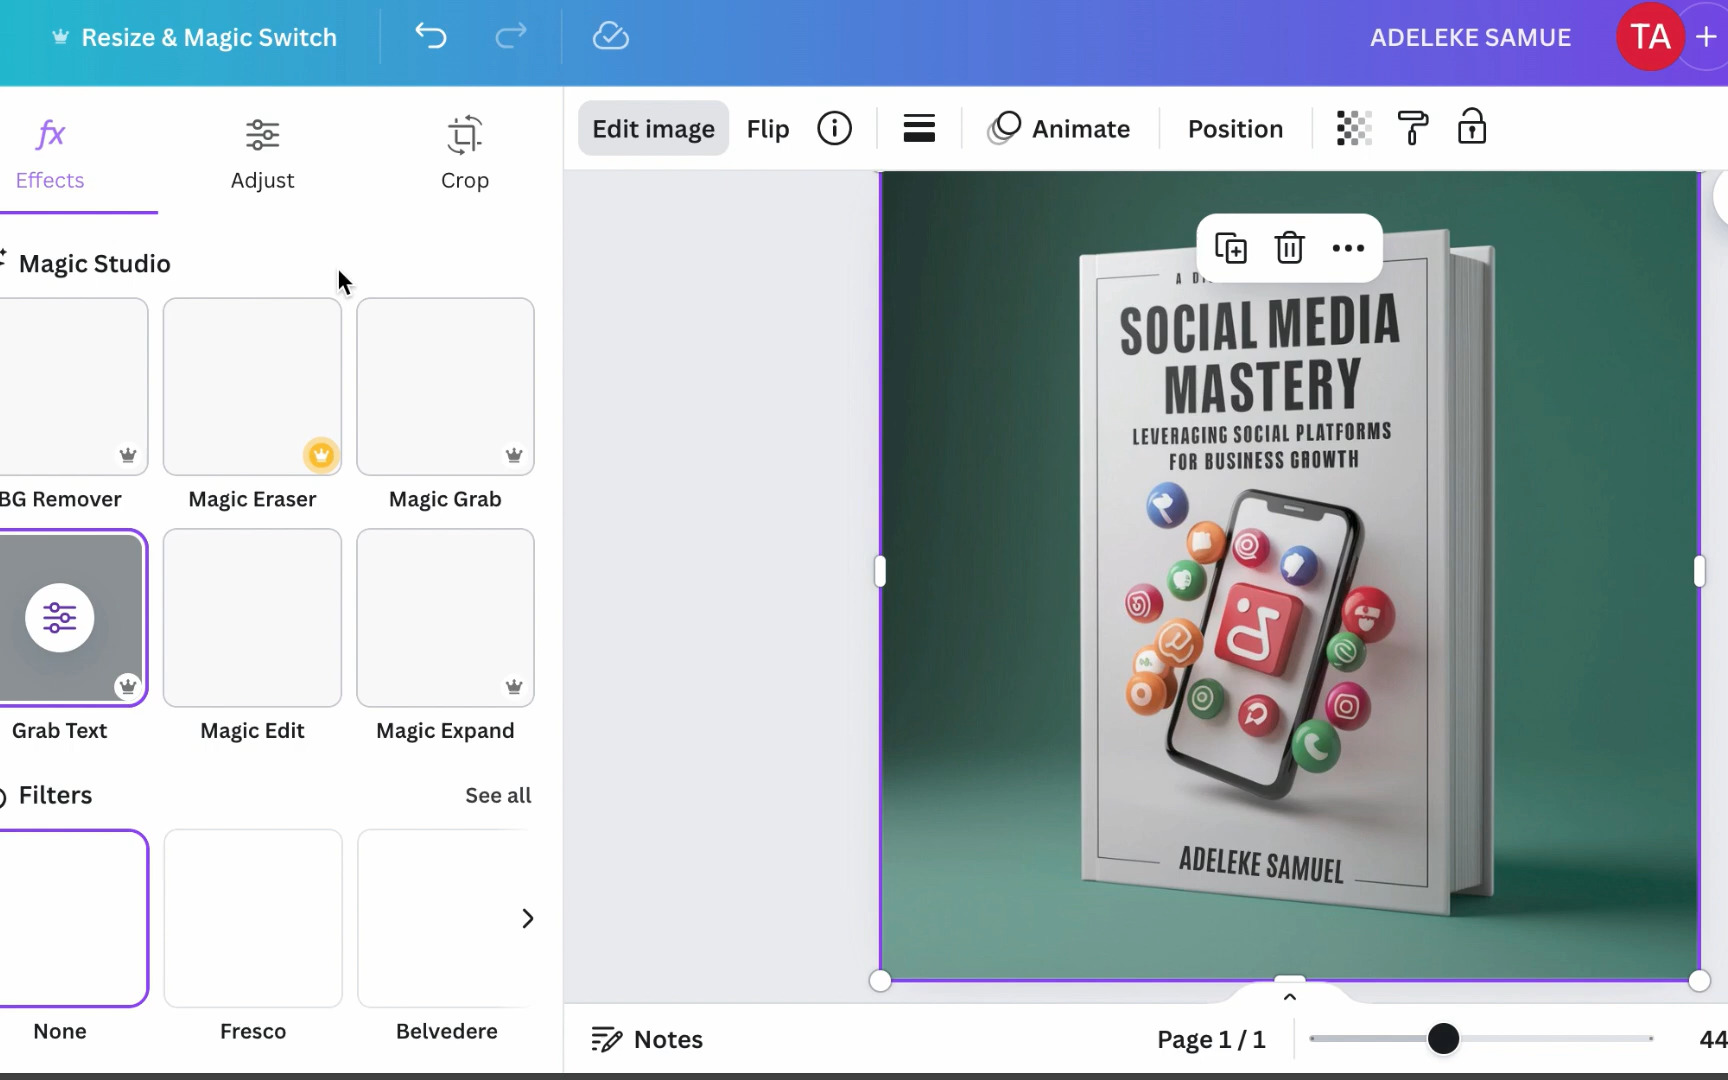 Resize & Magic Switch
ADELEKE SAMUE
TA
Effects
Adjust
Crop
Edit image
Flip
Animate
Position
Magic Studio
BG Remover
Magic Eraser
Magic Grab
Grab Text
Magic Edit
Magic Expand
Filters
See all
None
Fresco
Belvedere
A
SOCIAL MEDIA
MASTERY
LEVERAGING SOCIAL PLATFORMS
FOR BUSINESS GROWTH
ADELEKE SAMUEL
Notes
Page 1 / 1
44